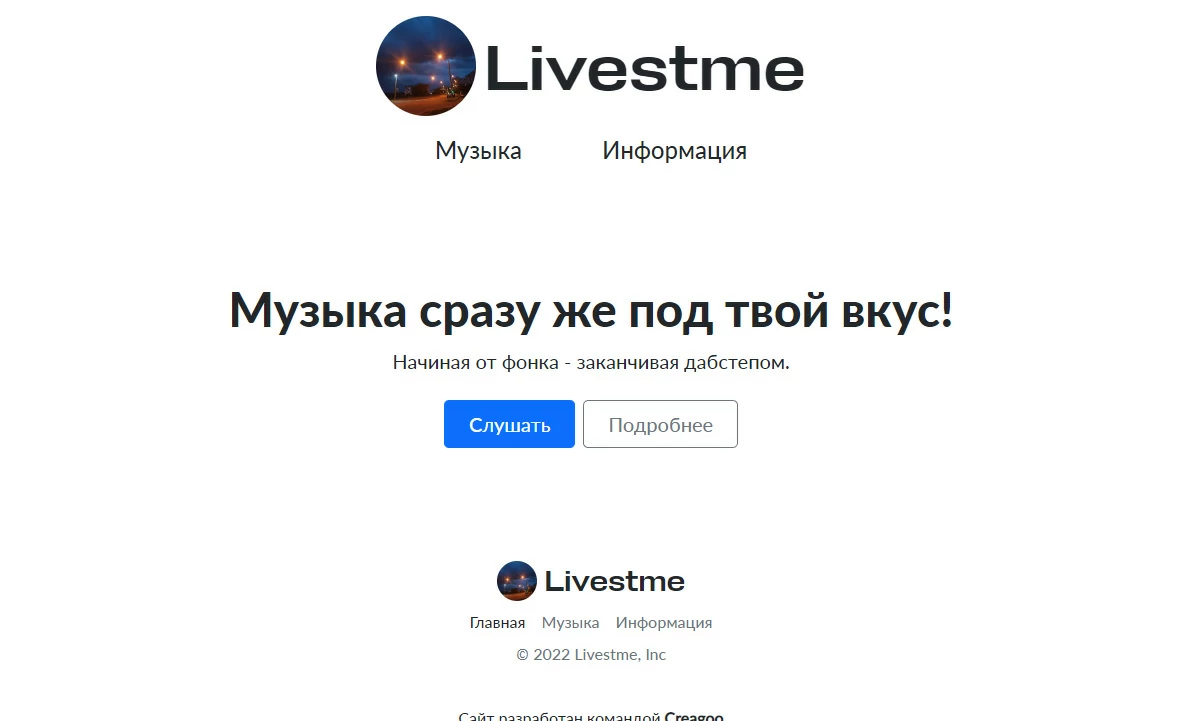 Livestme
Музыка Информация
Музыка сразу же под твой вкус!
Начиная от фонка - заканчивая дабстепом.
Слушать Подробнее
Livestme
Главная Музыка Информация
© 2022 Livestme, Inc
Сайт разработан командой Creagoo